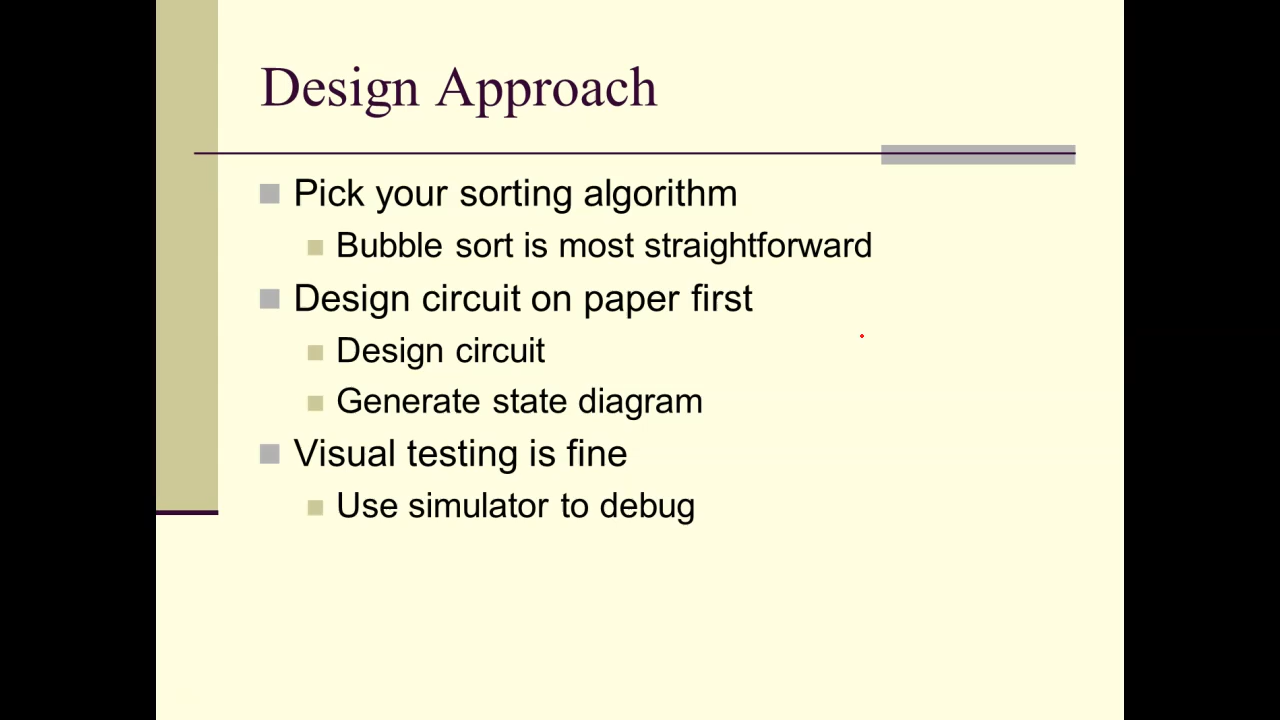 Design Approach
Pick your sorting algorithm
Bubble sort is most straightforward
Design circuit on paper first
Design circuit
Generate state diagram
Visual testing is fine
Use simulator to debug